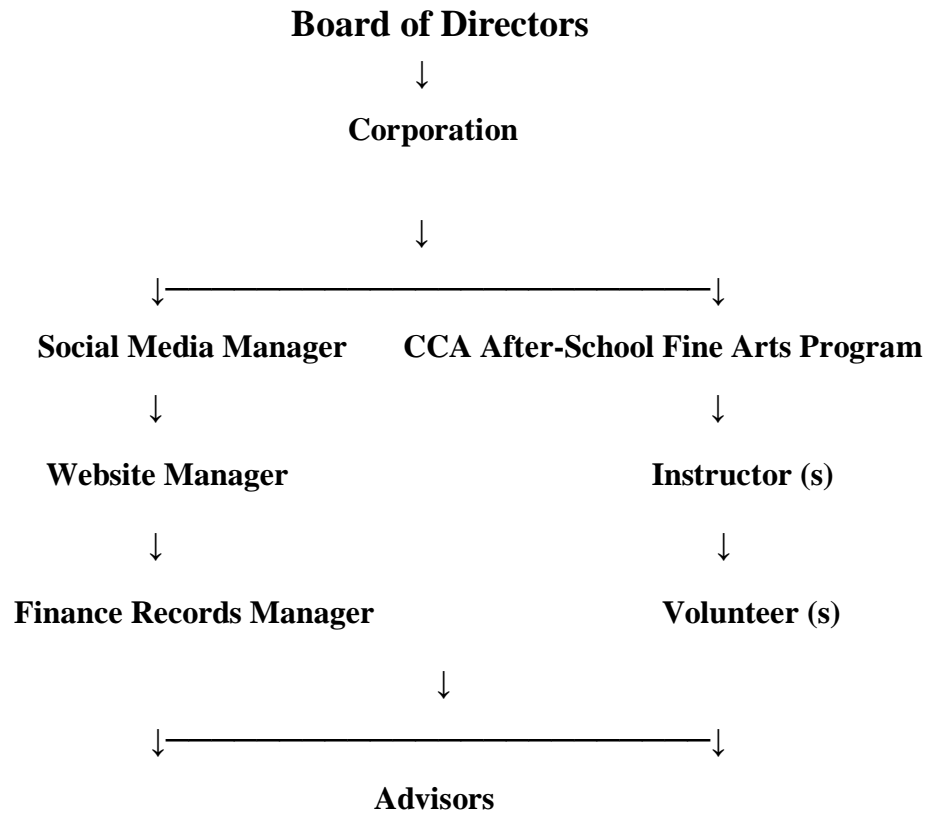 Board of Directors
↓
Corporation
↓
↓ ↓
Social Media Manager CCA After-School Fine Arts Program
↓ ↓
Website Manager Instructor (s)
↓ ↓
Finance Records Manager Volunteer (s)
↓
↓ ↓
Advisors